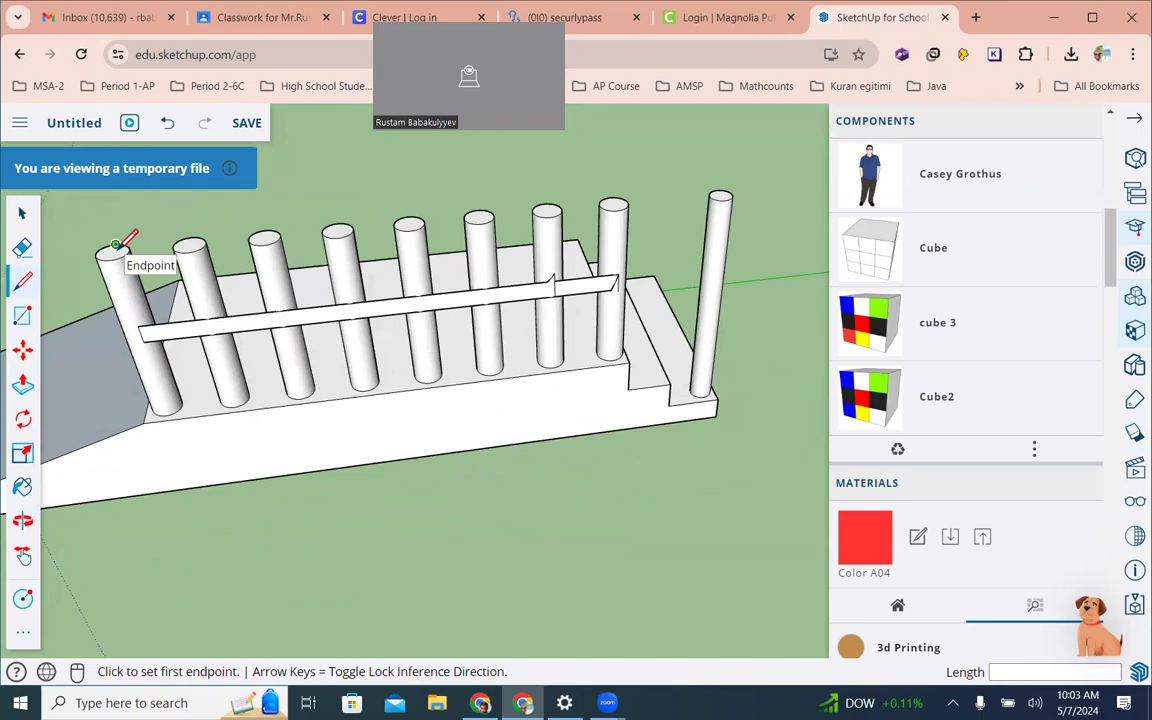 Inbox (10,639) - rbab
Classwork for Mr.Rus
Clever | Log in
(0|0) securlypass
Login | Magnolia Pul
SketchUp for School
edu.sketchup.com/app
MSA-2
Period 1-AP
Period 2-6C
High School Stude...
AP Course
AMSP
Mathcounts
Kuran egitimi
Java
»
All Bookmarks
Rustam Babakulyyev
Untitled
SAVE
You are viewing a temporary file
Endpoint
COMPONENTS
Casey Grothus
Cube
cube 3
Cube2
MATERIALS
Color A04
3d Printing
Click to set first endpoint. | Arrow Keys = Toggle Lock Inference Direction.
Length
Type here to search
DOW +0.11%
10:03 AM
5/7/2024